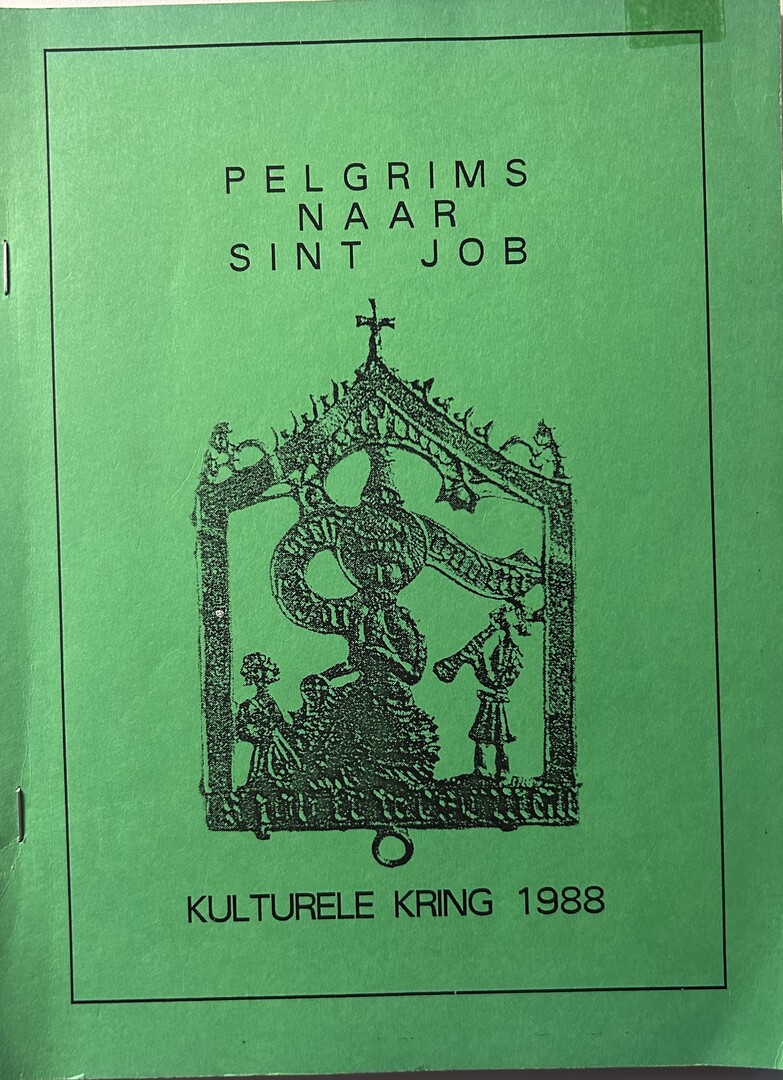 PELGRIMS
NAAR
SINT JOB
KULTURELE KRING 1988